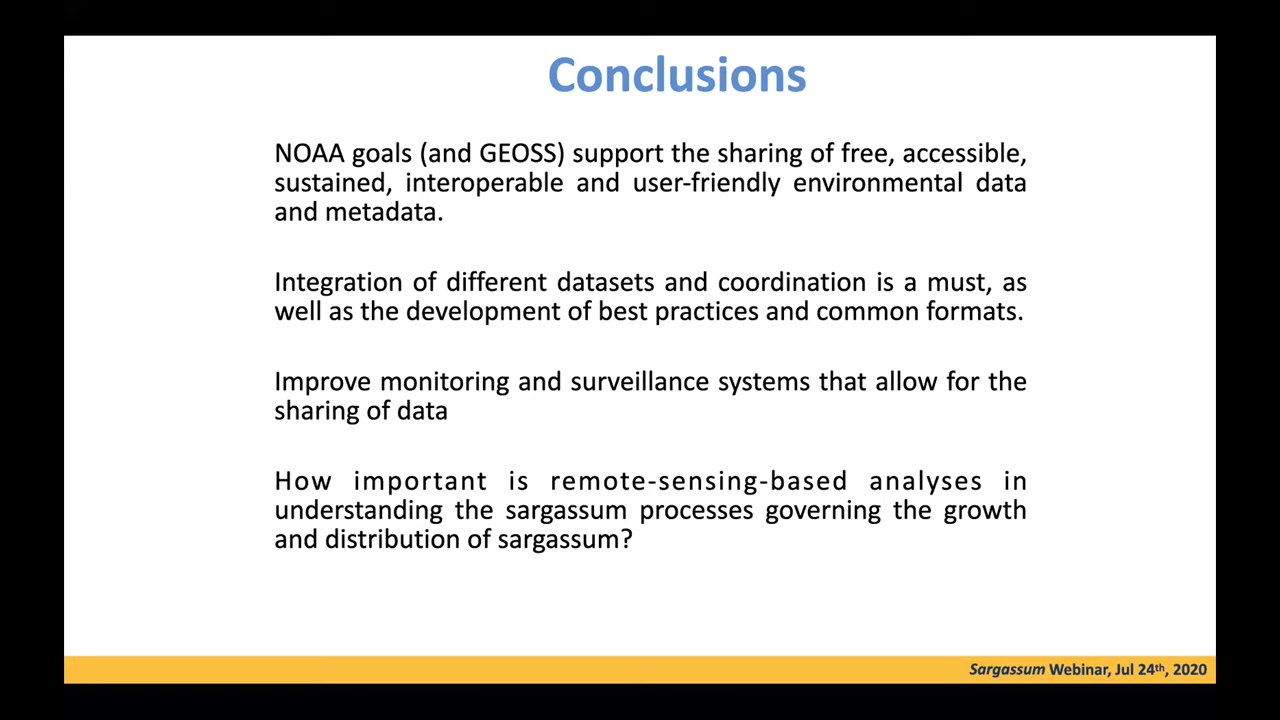 Conclusions
NOAA goals (and GEOSS) support the sharing of free, accessible,
sustained, interoperable and user-friendly environmental data
and metadata.
Integration of different datasets and coordination is a must, as
well as the development of best practices and common formats.
Improve monitoring and surveillance systems that allow for the
sharing of data
How important is remote-sensing-based analyses in
understanding the sargassum processes governing the growth
and distribution of sargassum?
Sargassum Webinar, Jul 24th, 2020